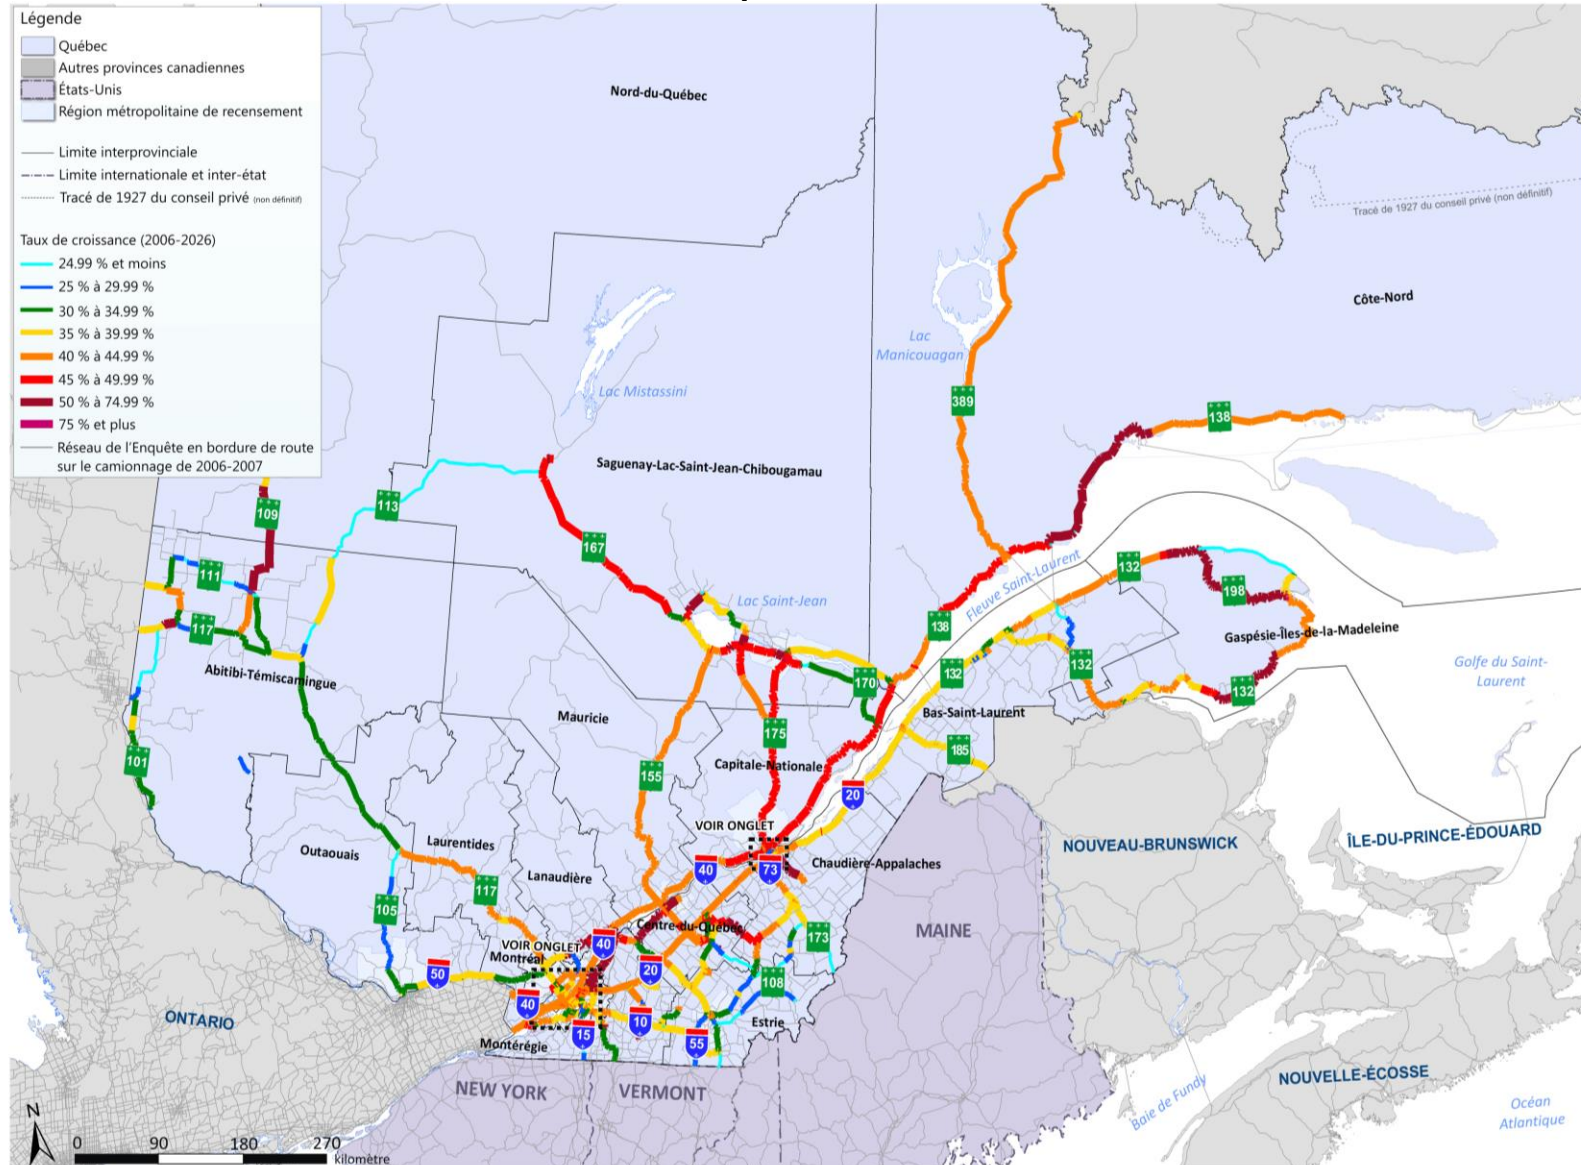 Légende
Québec
Autres provinces canadiennes
États-Unis
Région métropolitaine de recensement
Limite interprovinciale
Limite internationale et inter-état
Tracé de 1927 du conseil privé (non définitif)
Taux de croissance (2006-2026)
24.99 % et moins
25 % à 29.99 %
30 % à 34.99 %
35 % à 39.99 %
40 % à 44.99 %
45 % à 49.99 %
50 % à 74.99 %
75 % et plus
Réseau de l'Enquête en bordure de route
sur le camionnage de 2006-2007
Nord-du-Québec
Tracé de 1927 du conseil privé (non définitif)
Côte-Nord
Lac
Manicouagan
Lac Mistassini
389
138
Saguenay-Lac-Saint-Jean-Chibougamau
113
109
167
111
Lac Saint-Jean
Fleuve Saint-Laurent
132
198
117
138
Gaspésie-Îles-de-la-Madeleine
Abitibi-Témiscamingue
170
132
132
132
Golfe du Saint-
Laurent
Mauricie
Bas-Saint-Laurent
175
185
101
Capitale-Nationale
155
20
VOIR ONGLET
NOUVEAU-BRUNSWICK
ÎLE-DU-PRINCE-ÉDOUARD
Outaouais
Laurentides
Lanaudière
40
73
Chaudière-Appalaches
117
105
Centre-du-Québec
173
MAINE
VOIR ONGLET
Montréal
40
50
20
108
40
ONTARIO
15
10
55
Estrie
Montérégie
NEW YORK
VERMONT
NOUVELLE-ÉCOSSE
Baie de Fundy
Océan
Atlantique
N
0 90 180 270
kilomètre